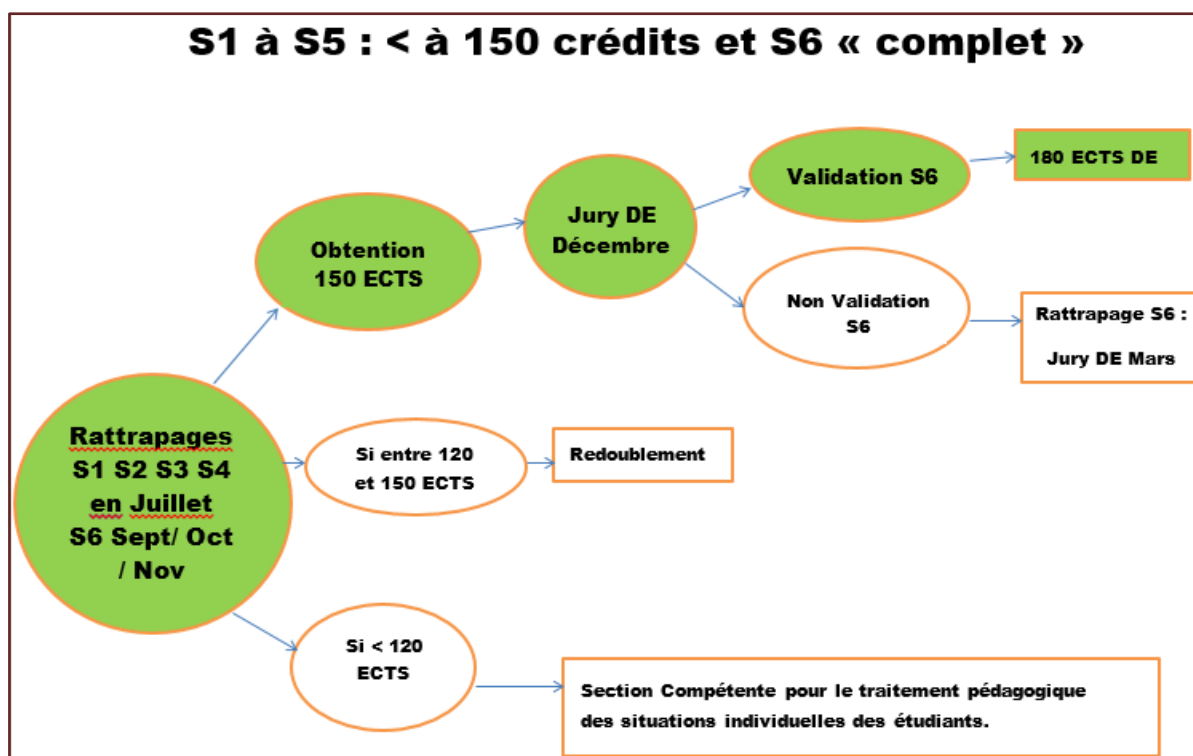 S1 à S5 : < à 150 crédits et S6 « complet »
Validation S6
180 ECTS DE
Jury DE
Décembre
Obtention
150 ECTS
Non Validation
S6
Rattrapage S6 :
Jury DE Mars
Rattrapages
S1 S2 S3 S4
en Juillet
S6 Sept/ Oct
/ Nov
Si entre 120
et 150 ECTS
Redoublement
Si < 120
ECTS
Section Compétente pour le traitement pédagogique
des situations individuelles des étudiants.